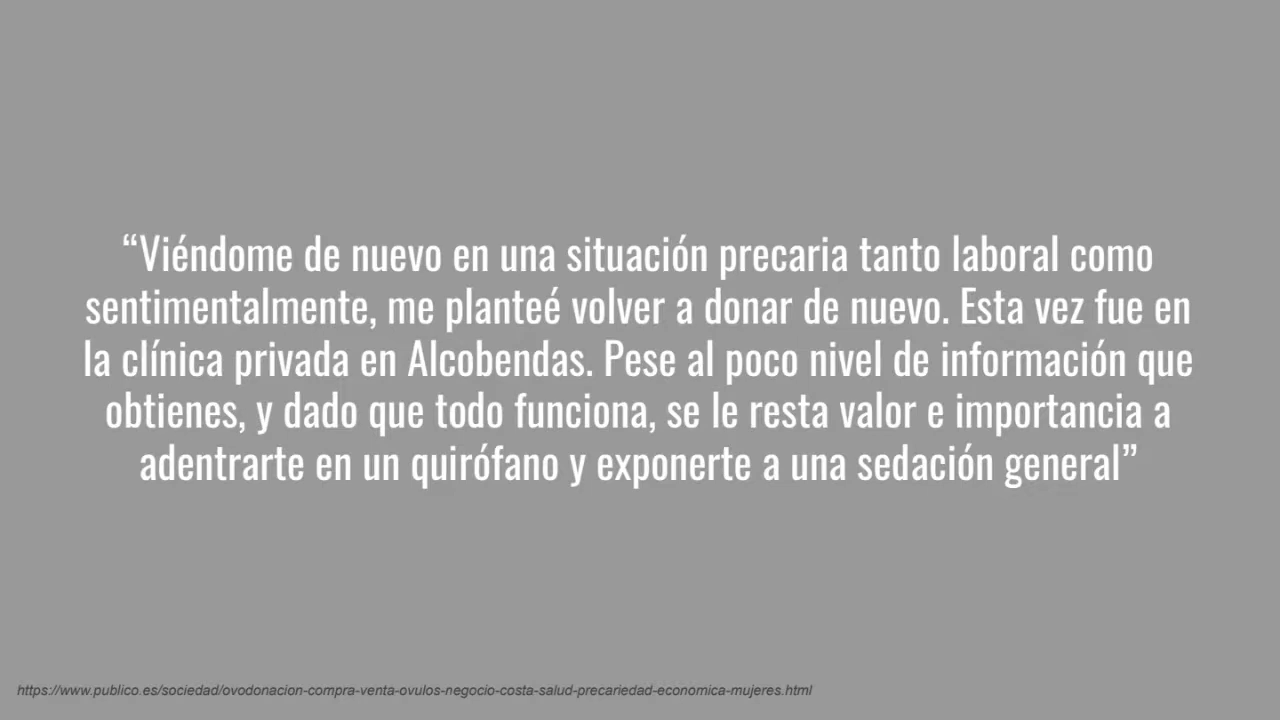 “Viéndome de nuevo en una situación precaria tanto laboral como
sentimentalmente, me planteé volver a donar de nuevo. Esta vez fue en
la clínica privada en Alcobendas. Pese al poco nivel de información que
obtienes, y dado que todo funciona, se le resta valor e importancia a
adentrarte en un quirófano y exponerte a una sedación general”
https://www.publico.es/sociedad/ovodonacion-compra-venta-ovulos-negocio-costa-salud-precariedad-economica-mujeres.html